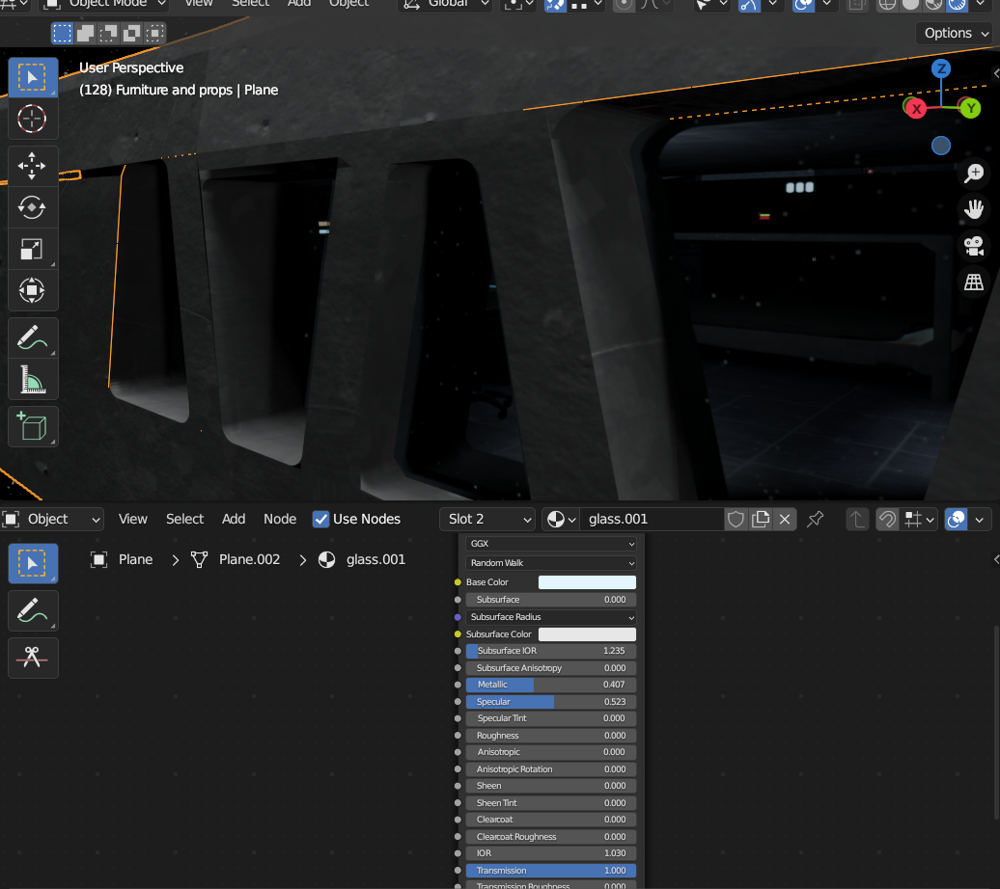 Object Mode View Select Add Object Global
Options
User Perspective
(128) Furniture and props | Plane
Z
X
Y
Object View Select Add Node Use Nodes Slot 2 glass.001
Plane > Plane.002 > glass.001
GGX
Random Walk
Base Color
Subsurface 0.000
Subsurface Radius
Subsurface Color
Subsurface IOR 1.235
Subsurface Anisotropy 0.000
Metallic 0.407
Specular 0.523
Specular Tint 0.000
Roughness 0.000
Anisotropic 0.000
Anisotropic Rotation 0.000
Sheen 0.000
Sheen Tint 0.000
Clearcoat 0.000
Clearcoat Roughness 0.000
IOR 1.030
Transmission 1.000
Transmission Roughness 0.000